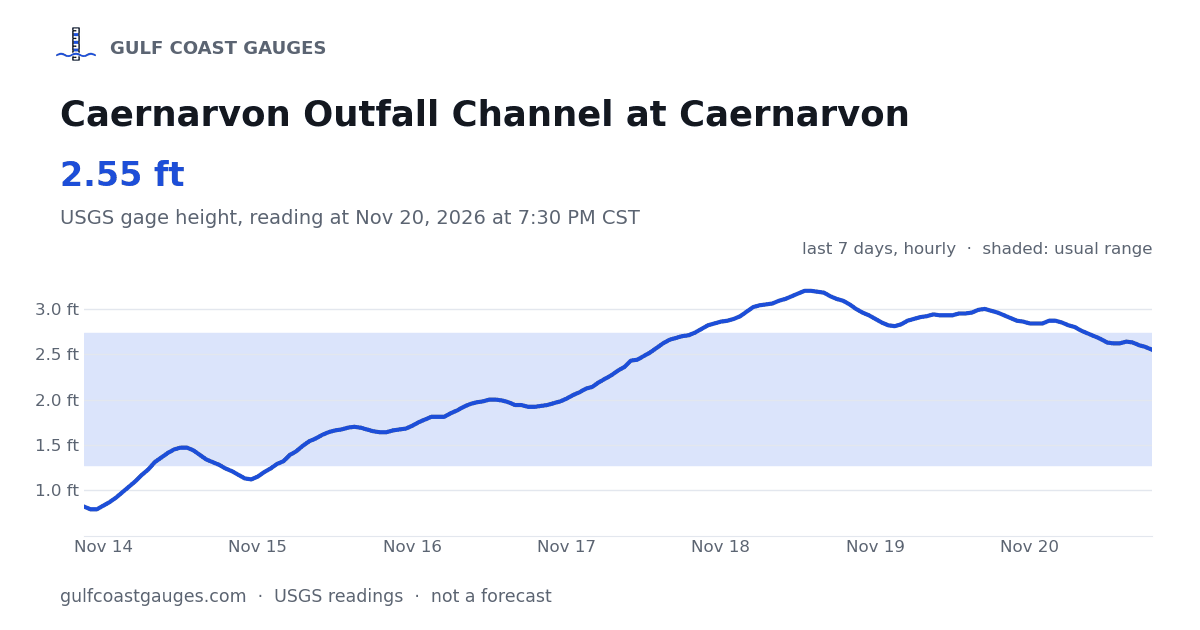 GULF COAST GAUGES
Caernarvon Outfall Channel at Caernarvon
2.55 ft
USGS gage height, reading at Nov 20, 2026 at 7:30 PM CST
last 7 days, hourly · shaded: usual range
3.0 ft
2.5 ft
2.0 ft
1.5 ft
1.0 ft
Nov 14 Nov 15 Nov 16 Nov 17 Nov 18 Nov 19 Nov 20
gulfcoastgauges.com · USGS readings · not a forecast